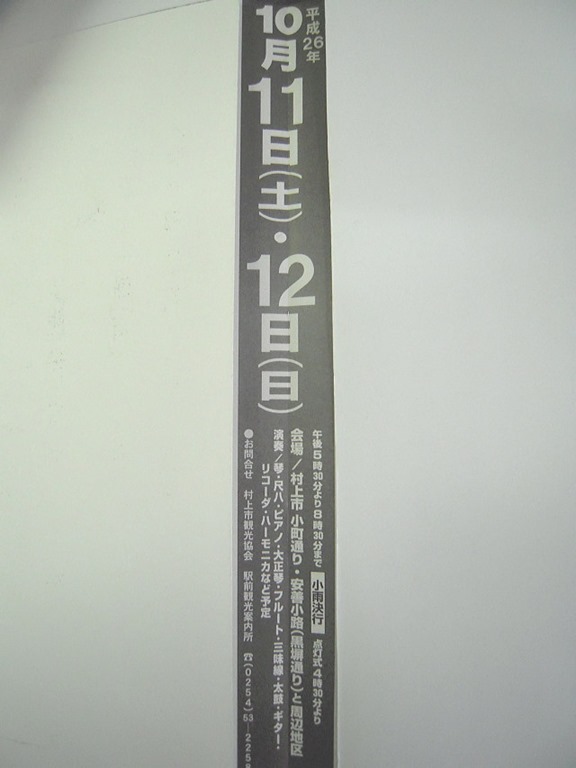 平成26年
10月11日(土)・12日(日)
午後5時30分より8時30分まで 小雨決行 点灯式4時30分より
会場/村上市 小町通り・安善小路(黒塀通り)と周辺地区
演奏/琴・尺八・ピアノ・大正琴・フルート・三味線・太鼓・ギター・
リコーダ・ハーモニカなど予定
●お問合せ 村上市観光協会 駅前観光案内所 ☎(0254)53-2258